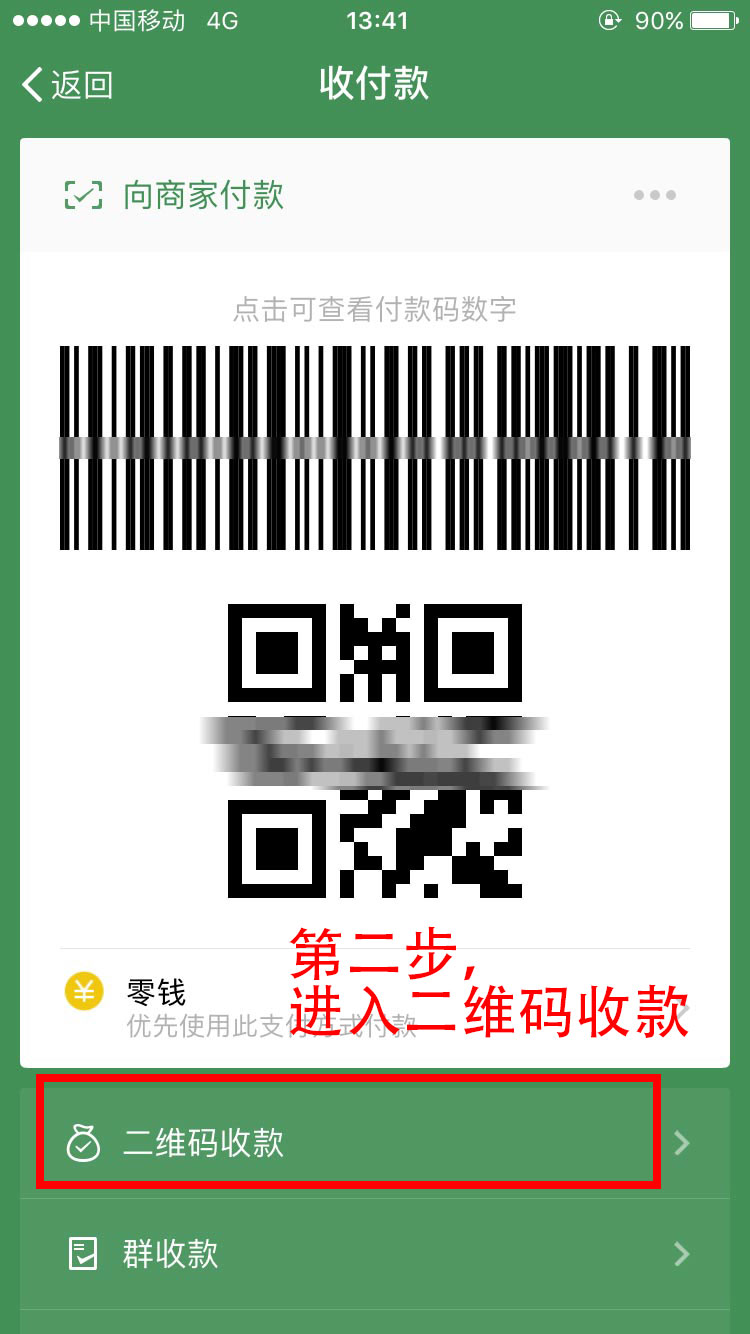 中国移动 4G 13:41 90%
返回 收付款
向商家付款
点击可查看付款码数字
第二步,
零钱
进入二维码收款
优先使用此支付方式付款
二维码收款
群收款